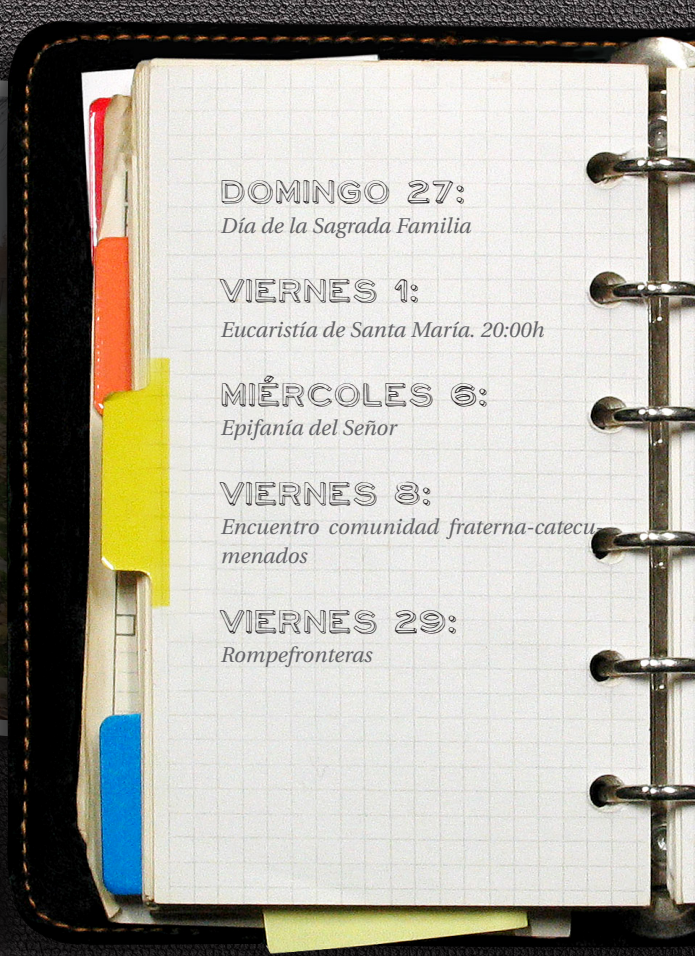 DOMINGO 27:
Día de la Sagrada Familia
VIERNES 1:
Eucaristía de Santa María. 20:00h
MIÉRCOLES 6:
Epifanía del Señor
VIERNES 8:
Encuentro comunidad fraterna-catecu-
menados
VIERNES 29:
Rompefronteras